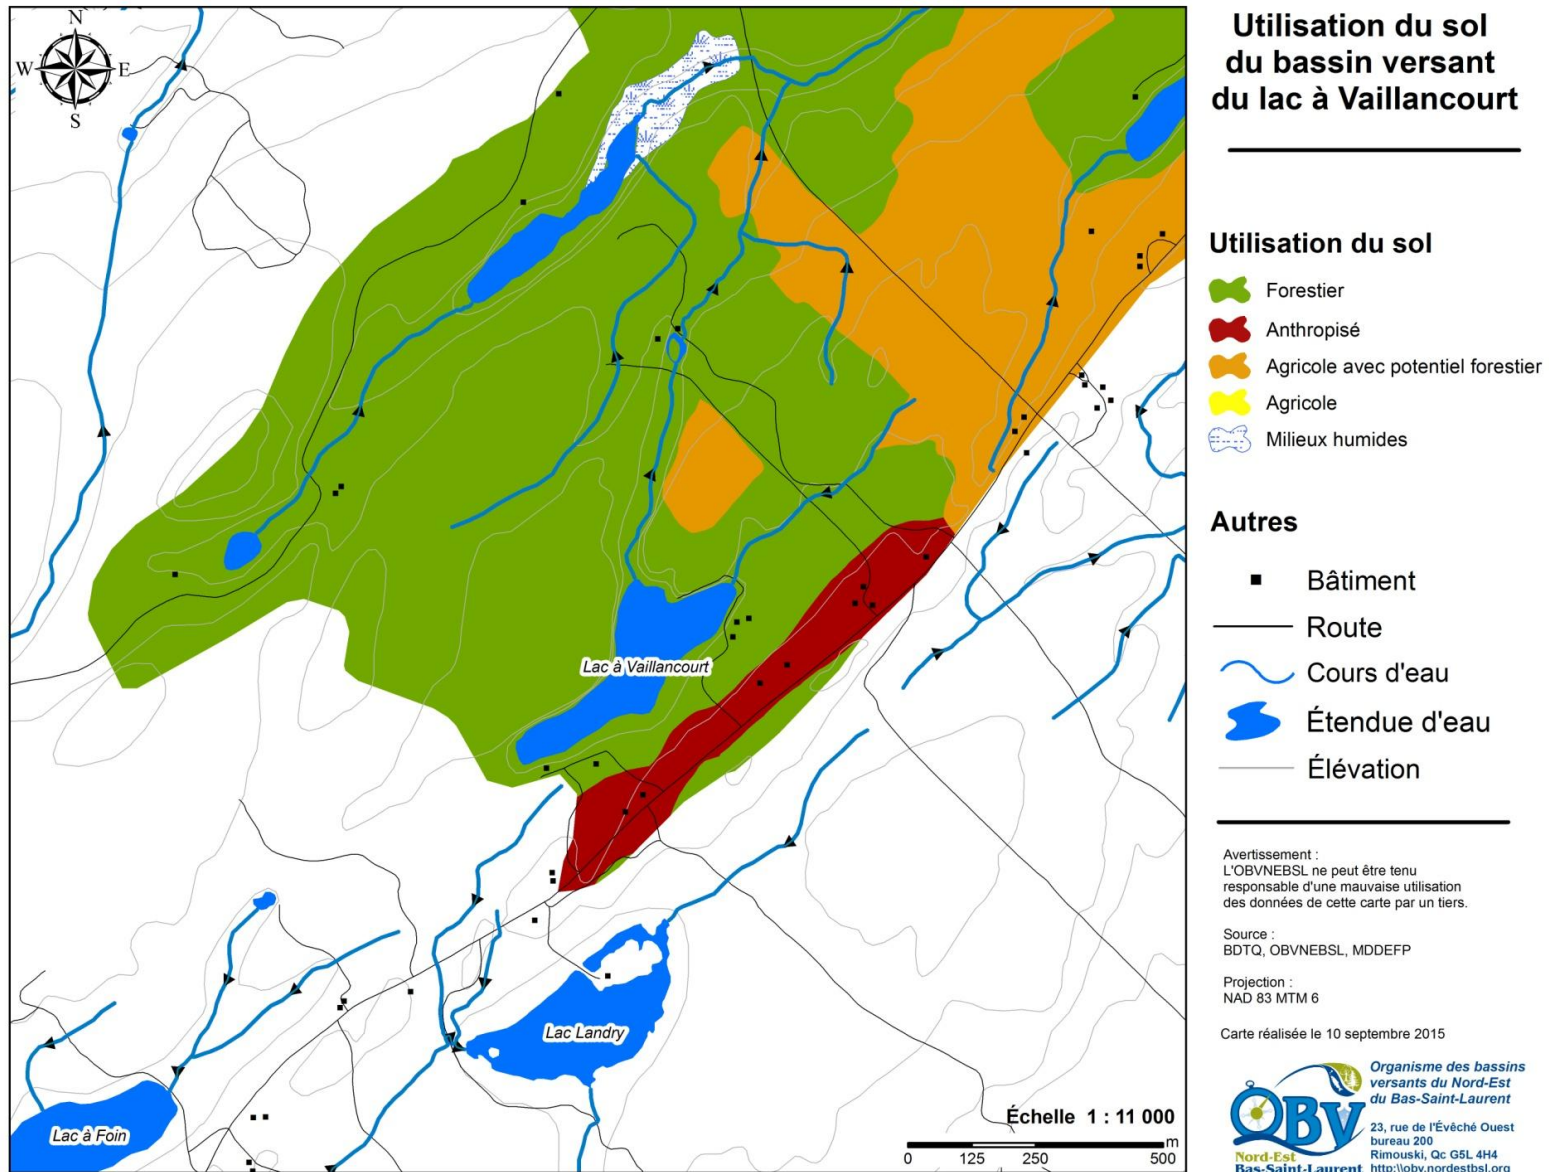 Utilisation du sol
du bassin versant
du lac à Vaillancourt
N
W
E
S
Utilisation du sol
Forestier
Anthropisé
Agricole avec potentiel forestier
Agricole
Milieux humides
Autres
Bâtiment
Route
Cours d'eau
Étendue d'eau
Élévation
Lac à Vaillancourt
Lac Landry
Lac à Foin
Échelle 1 : 11 000
m
0 125 250 500
Avertissement :
L'OBVNEBSL ne peut être tenu
responsable d'une mauvaise utilisation
des données de cette carte par un tiers.
Source :
BDTQ, OBVNEBSL, MDDEFP
Projection :
NAD 83 MTM 6
Carte réalisée le 10 septembre 2015
OBV
Nord-Est
Bas-Saint-Laurent
Organisme des bassins
versants du Nord-Est
du Bas-Saint-Laurent
23, rue de l'Évêché Ouest
bureau 200
Rimouski, Qc G5L 4H4
http:\\obv.nordestbsl.org